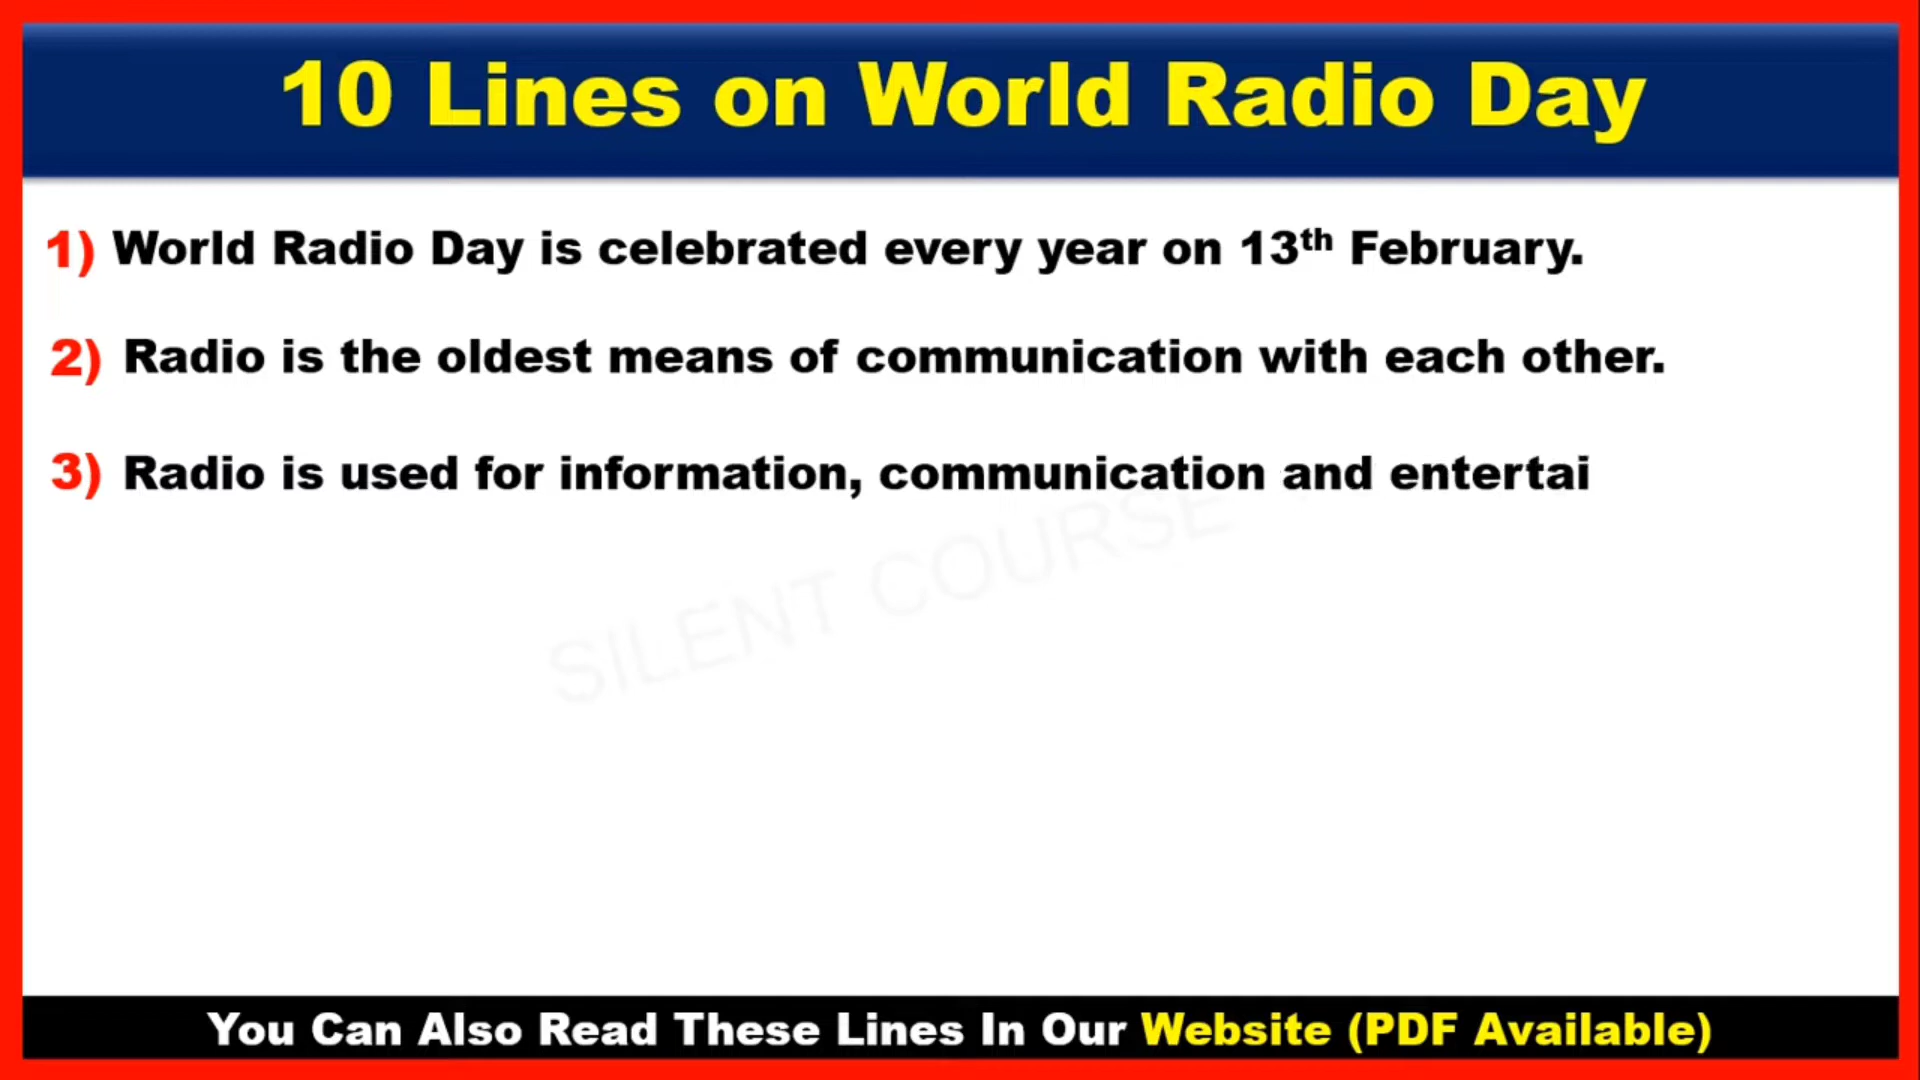 10 Lines on World Radio Day
1) World Radio Day is celebrated every year on 13th February.
2) Radio is the oldest means of communication with each other.
3) Radio is used for information, communication and entertai
SILENT COURSE
You Can Also Read These Lines In Our Website (PDF Available)